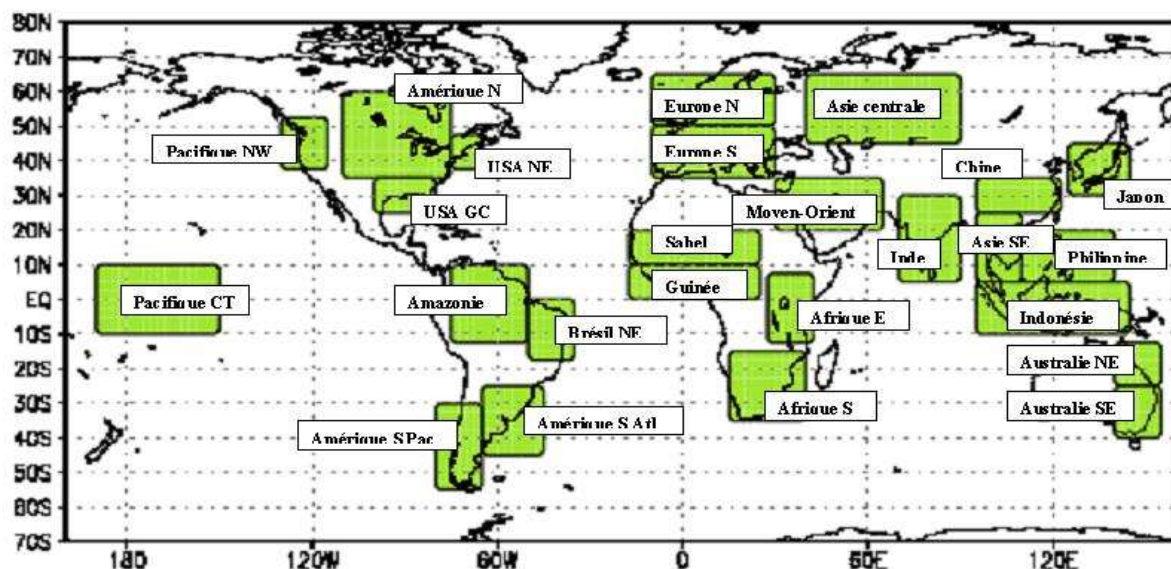 80N
70N
60N
50N
40N
30N
20N
10N
EQ
10S
20S
30S
40S
50S
60S
70S
80S
70S
Amérique N
Europe N
Asie centrale
Pacifique NW
USA NE
Europe S
Chine
USA GC
Moyen-Orient
Japon
Sahel
Inde
Asie SE
Philippine
Pacifique CT
Amazonie
Guinée
Brésil NE
Afrique E
Indonésie
Australie NE
Amérique S Pac
Amérique S Atl
Afrique S
Australie SE
180
120W
60W
0
60E
120E